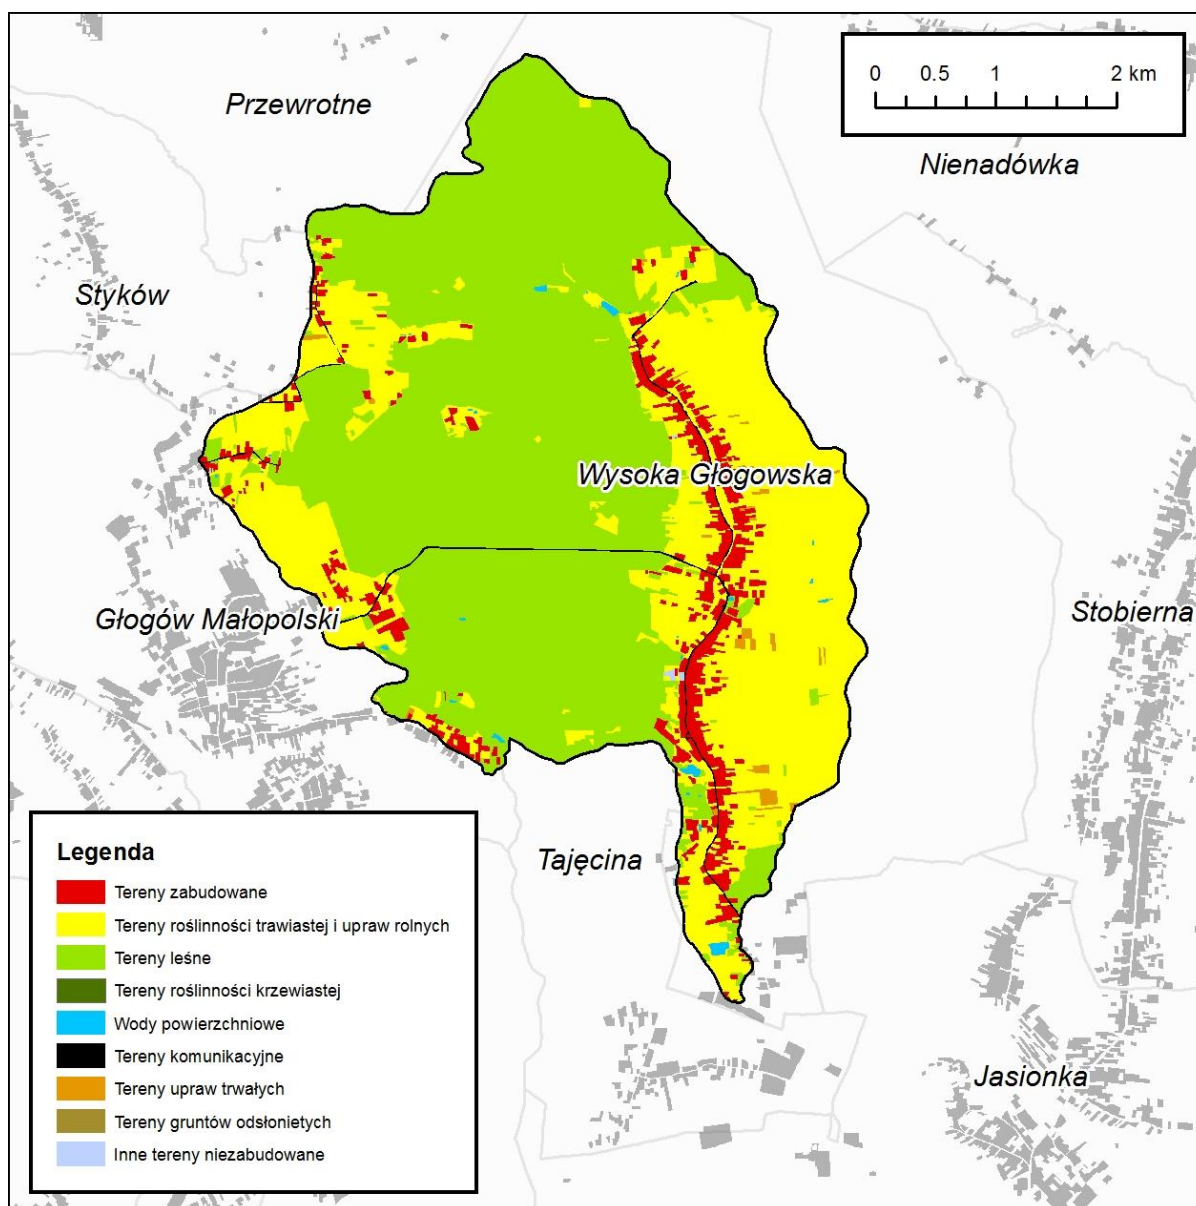 0 0.5 1 2 km
Przewrotne
Nienadówka
Styków
Wysoka Głogowska
Głogów Małopolski
Stobierna
Tajęcina
Jasionka
Legenda
Tereny zabudowane
Tereny roślinności trawiastej i upraw rolnych
Tereny leśne
Tereny roślinności krzewiastej
Wody powierzchniowe
Tereny komunikacyjne
Tereny upraw trwałych
Tereny gruntów odsłonietych
Inne tereny niezabudowane